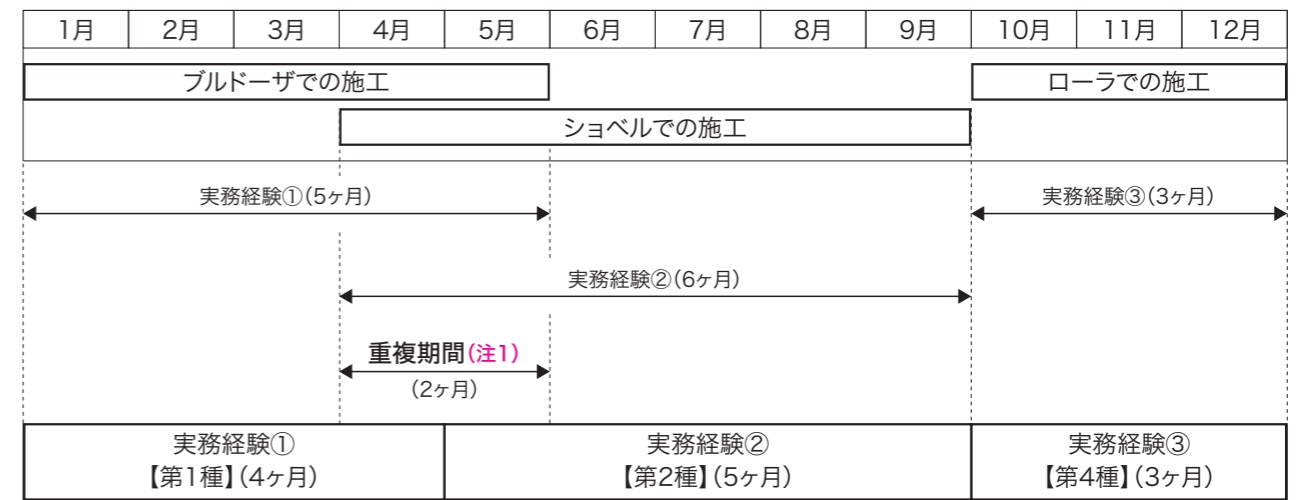 1月 2月 3月 4月 5月 6月 7月 8月 9月 10月 11月 12月
ブルドーザでの施工 ローラでの施工
ショベルでの施工
実務経験①(5ヶ月) 実務経験③(3ヶ月)
実務経験②(6ヶ月)
重複期間(注1)
(2ヶ月)
実務経験① 実務経験② 実務経験③
【第1種】(4ヶ月) 【第2種】(5ヶ月) 【第4種】(3ヶ月)